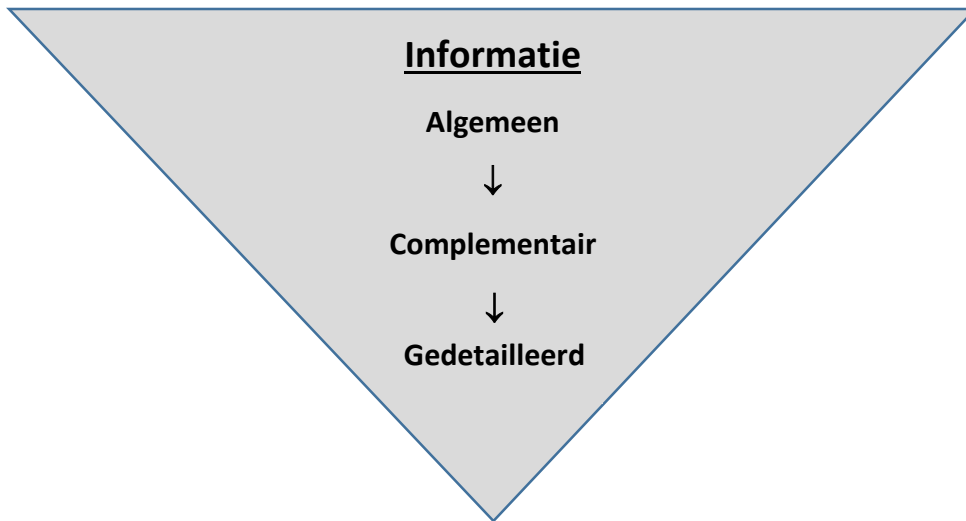 Informatie
Algemeen
↓
Complementair
↓
Gedetailleerd